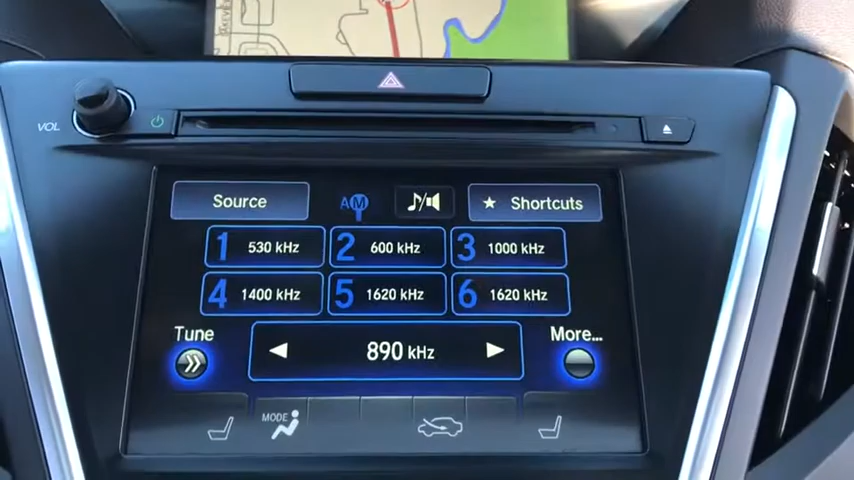 VOL
Source AM Shortcuts
1 530 kHz 2 600 kHz 3 1000 kHz
4 1400 kHz 5 1620 kHz 6 1620 kHz
Tune More...
890 kHz
MODE